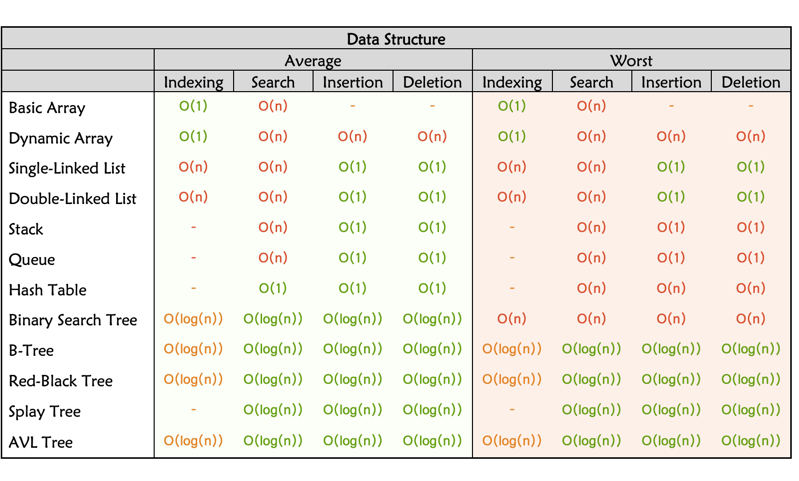 Data Structure
Average Worst
Indexing Search Insertion Deletion Indexing Search Insertion Deletion
Basic Array O(1) O(n) - - O(1) O(n) - -
Dynamic Array O(1) O(n) O(n) O(n) O(1) O(n) O(n) O(n)
Single-Linked List O(n) O(n) O(1) O(1) O(n) O(n) O(1) O(1)
Double-Linked List O(n) O(n) O(1) O(1) O(n) O(n) O(1) O(1)
Stack - O(n) O(1) O(1) - O(n) O(1) O(1)
Queue - O(n) O(1) O(1) - O(n) O(1) O(1)
Hash Table - O(1) O(1) O(1) - O(n) O(n) O(n)
Binary Search Tree O(log(n)) O(log(n)) O(log(n)) O(log(n)) O(n) O(n) O(n) O(n)
B-Tree O(log(n)) O(log(n)) O(log(n)) O(log(n)) O(log(n)) O(log(n)) O(log(n)) O(log(n))
Red-Black Tree O(log(n)) O(log(n)) O(log(n)) O(log(n)) O(log(n)) O(log(n)) O(log(n)) O(log(n))
Splay Tree - O(log(n)) O(log(n)) O(log(n)) - O(log(n)) O(log(n)) O(log(n))
AVL Tree O(log(n)) O(log(n)) O(log(n)) O(log(n)) O(log(n)) O(log(n)) O(log(n)) O(log(n))